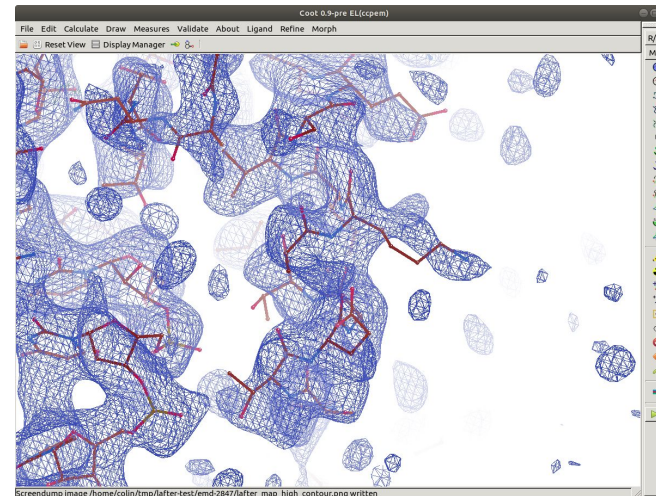 Coot 0.9-pre EL(ccpem)
File Edit Calculate Draw Measures Validate About Ligand Refine Morph
Reset View Display Manager
R/
M
Screendump image /home/colin/tmp/lafter-test/emd-2847/lafter_map_high_contour.png written